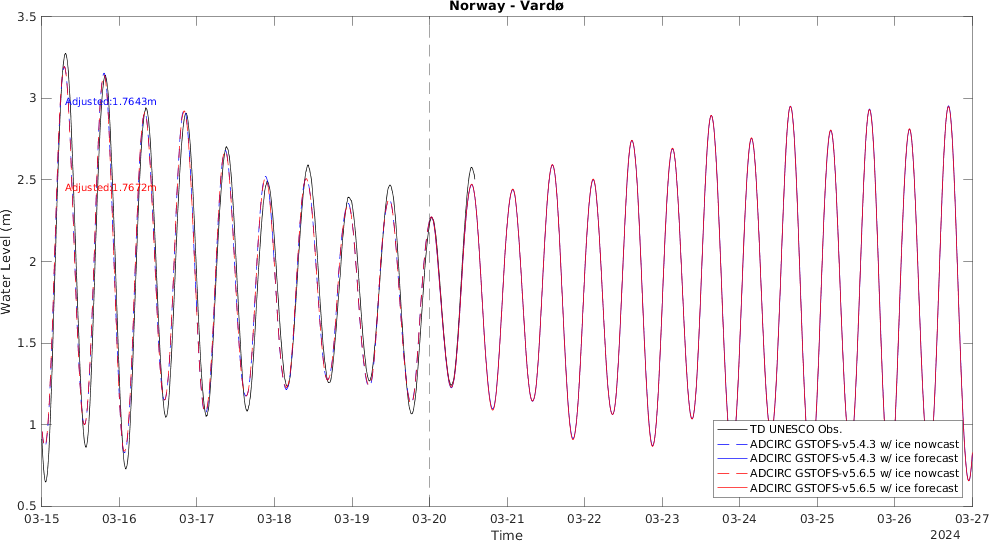 Norway - Vardø
3.5
3
2.5
2
1.5
1
0.5
Water Level (m)
Adjusted:1.7643m
Adjusted:1.7672m
TD UNESCO Obs.
ADCIRC GSTOFS-v5.4.3 w/ ice nowcast
ADCIRC GSTOFS-v5.4.3 w/ ice forecast
ADCIRC GSTOFS-v5.6.5 w/ ice nowcast
ADCIRC GSTOFS-v5.6.5 w/ ice forecast
03-15 03-16 03-17 03-18 03-19 03-20 03-21 03-22 03-23 03-24 03-25 03-26 03-27
Time
2024